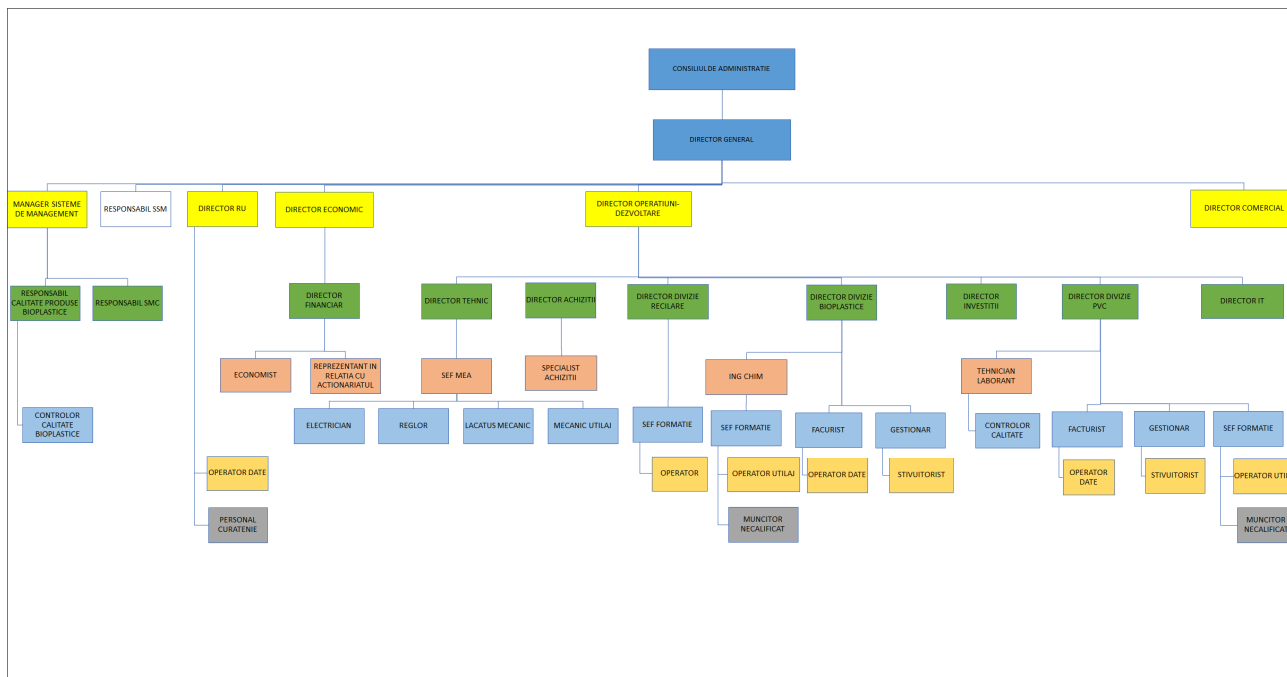 CONSILIUL DE ADMINISTRATIE
DIRECTOR GENERAL
MANAGER SISTEME
DE MANAGEMENT
RESPONSABIL SSM
DIRECTOR RU
DIRECTOR ECONOMIC
DIRECTOR OPERATIUNI-
DEZVOLTARE
DIRECTOR COMERCIAL
RESPONSABIL
CALITATE PRODUSE
BIOPLASTICE
RESPONSABIL SMC
DIRECTOR
FINANCIAR
DIRECTOR TEHNIC
DIRECTOR ACHIZITII
DIRECTOR DIVIZIE
RECILARE
DIRECTOR DIVIZIE
BIOPLASTICE
DIRECTOR
INVESTITII
DIRECTOR DIVIZIE
PVC
DIRECTOR IT
ECONOMIST
REPREZENTANT IN
RELATIA CU
ACTIONARIATUL
SEF MEA
SPECIALIST
ACHIZITII
ING CHIM
TEHNICIAN
LABORANT
CONTROLOR
CALITATE
BIOPLASTICE
ELECTRICIAN
REGLOR
LACATUS MECANIC
MECANIC UTILAJ
SEF FORMATIE
SEF FORMATIE
FACURIST
GESTIONAR
CONTROLOR
CALITATE
FACTURIST
GESTIONAR
SEF FORMATIE
OPERATOR DATE
OPERATOR
OPERATOR UTILAJ
OPERATOR DATE
STIVUITORIST
OPERATOR
DATE
STIVUITORIST
OPERATOR UTIL
PERSONAL
CURATENIE
MUNCITOR
NECALIFICAT
MUNCITOR
NECALIFICAT